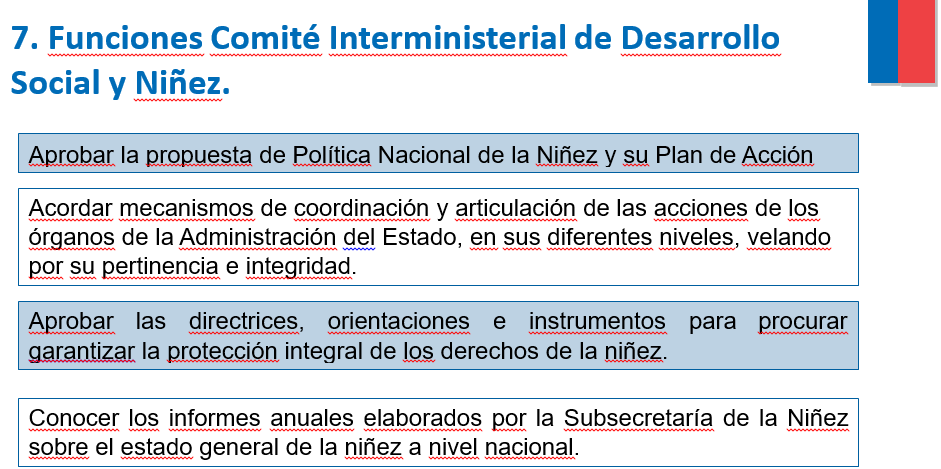 7. Funciones Comité Interministerial de Desarrollo
Social y Niñez.
Aprobar la propuesta de Política Nacional de la Niñez y su Plan de Acción
Acordar mecanismos de coordinación y articulación de las acciones de los
órganos de la Administración del Estado, en sus diferentes niveles, velando
por su pertinencia e integridad.
Aprobar las directrices, orientaciones e instrumentos para procurar
garantizar la protección integral de los derechos de la niñez.
Conocer los informes anuales elaborados por la Subsecretaría de la Niñez
sobre el estado general de la niñez a nivel nacional.